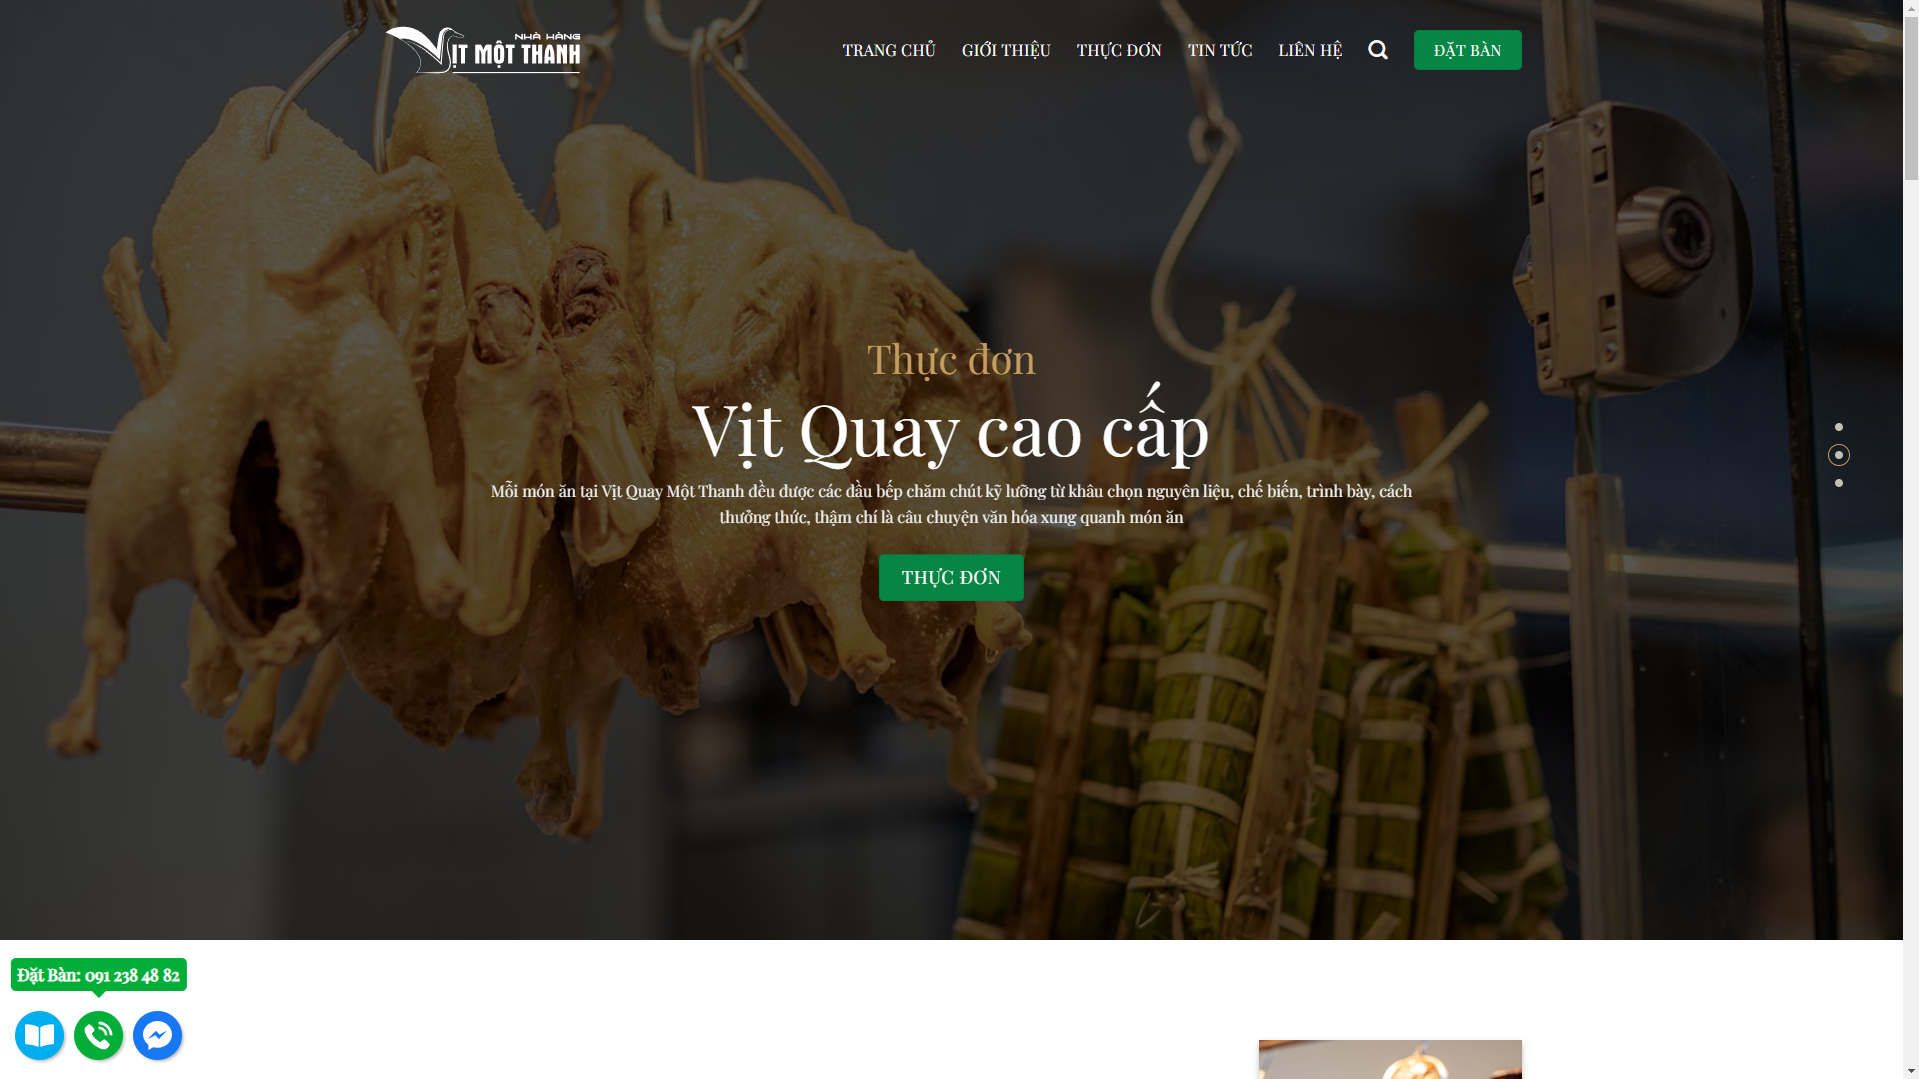 NHÀ HÀNG
VỊT MỘT THANH
TRANG CHỦ
GIỚI THIỆU
THỰC ĐƠN
TIN TỨC
LIÊN HỆ
ĐẶT BÀN
Thực đơn
Vịt Quay cao cấp
Mỗi món ăn tại Vịt Quay Một Thanh đều được các đầu bếp chăm chút kỹ lưỡng từ khâu chọn nguyên liệu, chế biến, trình bày, cách
thưởng thức, thậm chí là câu chuyện văn hóa xung quanh món ăn
THỰC ĐƠN
Đặt Bàn: 091 238 48 82